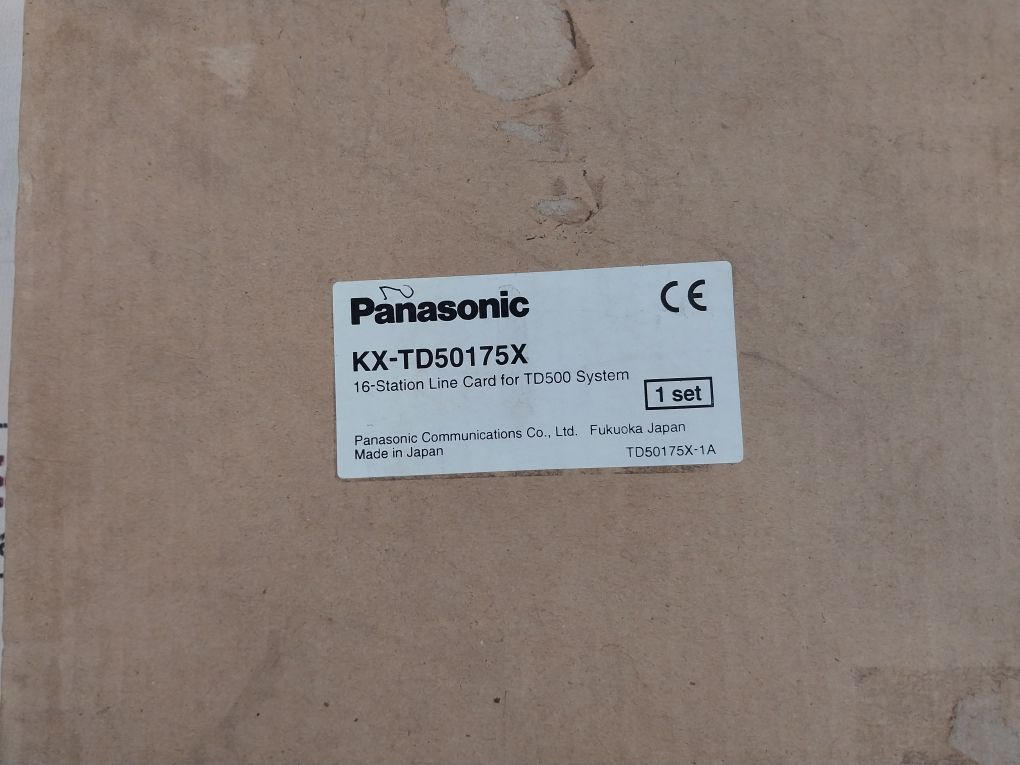 Panasonic
CE
KX-TD50175X
16-Station Line Card for TD500 System
1 set
Panasonic Communications Co., Ltd. Fukuoka Japan
Made in Japan
TD50175X-1A